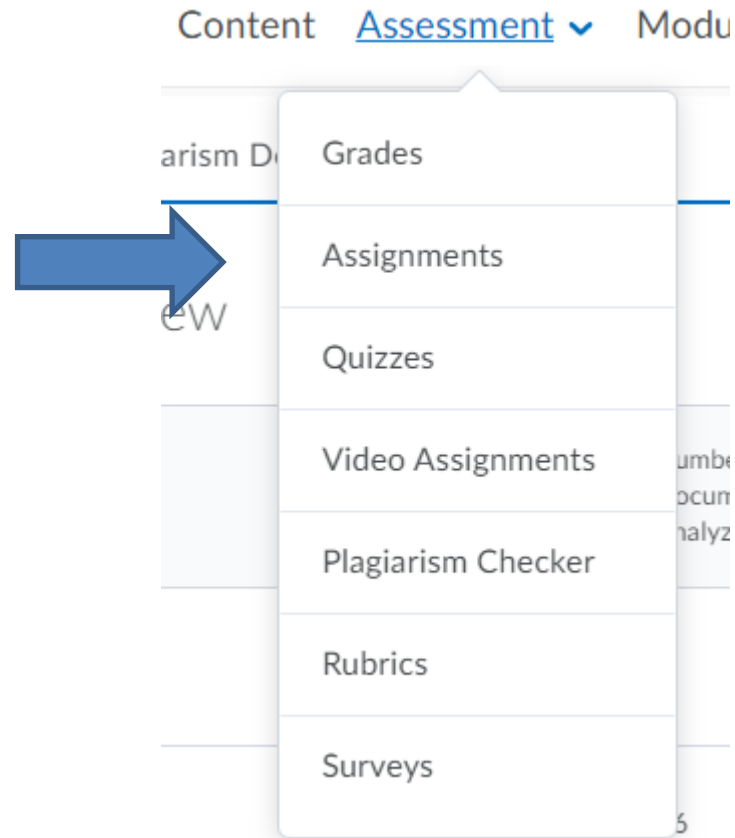 Content Assessment
Grades
Assignments
Quizzes
Video Assignments
Plagiarism Checker
Rubrics
Surveys